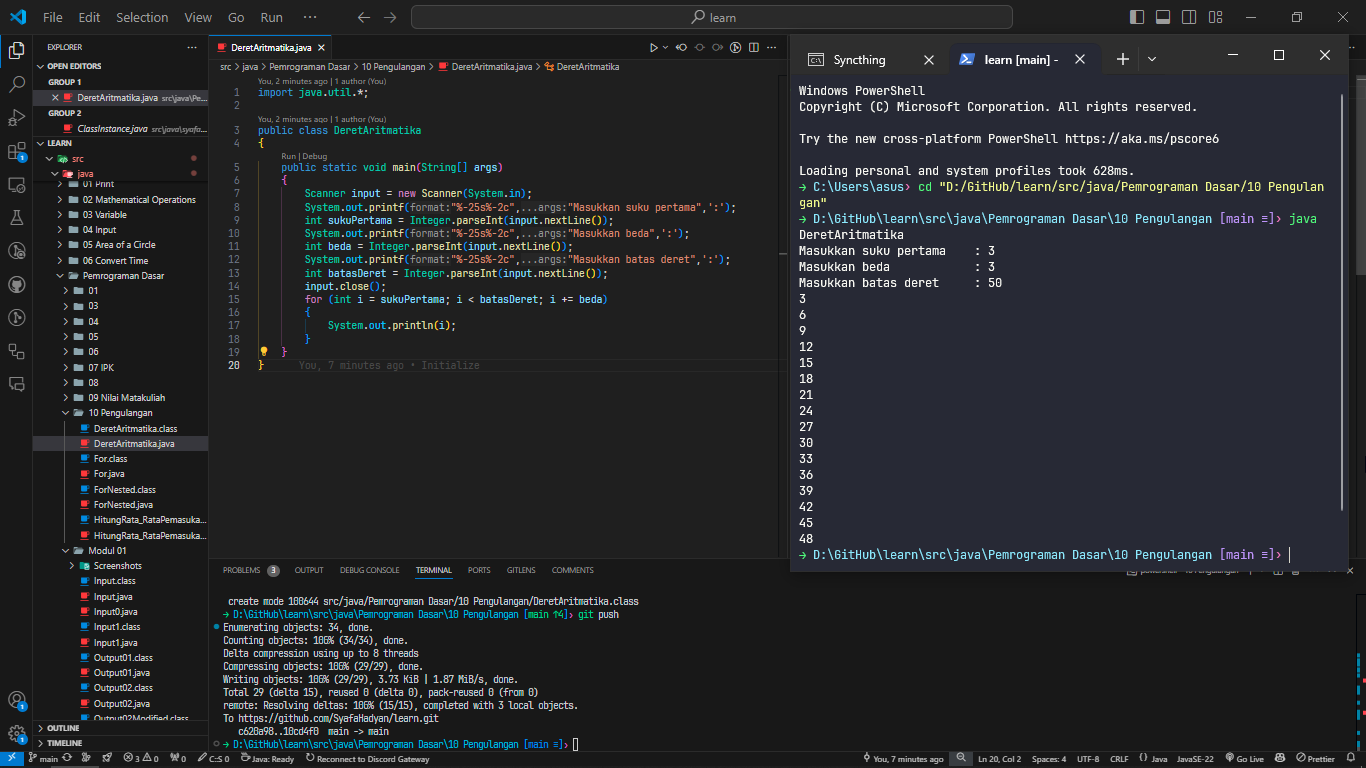 File Edit Selection View Go Run ···
learn
EXPLORER
OPEN EDITORS
GROUP 1
DeretAritmatika.java src\java\Pe...
GROUP 2
ClassInstance.java src\java\syafa...
LEARN
src
java
01 Print
02 Mathematical Operations
03 Variable
04 Input
05 Area of a Circle
06 Convert Time
Pemrograman Dasar
01
03
04
05
06
07 IPK
08
09 Nilai Matakuliah
10 Pengulangan
DeretAritmatika.class
DeretAritmatika.java
For.class
For.java
ForNested.class
ForNested.java
HitungRata_RataPemasuka...
HitungRata_RataPemasuka...
Modul 01
Screenshots
Input.class
Input.java
Input0.java
Input1.class
Input1.java
Output01.class
Output01.java
Output02.class
Output02.java
Output02Modified.class
OUTLINE
TIMELINE
DeretAritmatika.java
src > java > Pemrograman Dasar > 10 Pengulangan > DeretAritmatika.java > DeretAritmatika
You, 2 minutes ago | 1 author (You)
1 import java.util.*;
2
You, 2 minutes ago | 1 author (You)
3 public class DeretAritmatika
4 {
Run | Debug
5 public static void main(String[] args)
6 {
7 Scanner input = new Scanner(System.in);
8 System.out.printf(format:"%-25s%-2c",...args:"Masukkan suku pertama",':');
9 int sukuPertama = Integer.parseInt(input.nextLine());
10 System.out.printf(format:"%-25s%-2c",...args:"Masukkan beda",':');
11 int beda = Integer.parseInt(input.nextLine());
12 System.out.printf(format:"%-25s%-2c",...args:"Masukkan batas deret",':');
13 int batasDeret = Integer.parseInt(input.nextLine());
14 input.close();
15 for (int i = sukuPertama; i < batasDeret; i += beda)
16 {
17 System.out.println(i);
18 }
19 }
20 } You, 7 minutes ago • Initialize
PROBLEMS 3 OUTPUT DEBUG CONSOLE TERMINAL PORTS GITLENS COMMENTS
create mode 100644 src/java/Pemrograman Dasar/10 Pengulangan/DeretAritmatika.class
→ D:\GitHub\learn\src\java\Pemrograman Dasar\10 Pengulangan [main ↑4]› git push
Enumerating objects: 34, done.
Counting objects: 100% (34/34), done.
Delta compression using up to 8 threads
Compressing objects: 100% (29/29), done.
Writing objects: 100% (29/29), 3.73 KiB | 1.87 MiB/s, done.
Total 29 (delta 15), reused 0 (delta 0), pack-reused 0 (from 0)
remote: Resolving deltas: 100% (15/15), completed with 3 local objects.
To https://github.com/SyafaHadyan/learn.git
c620a98..10cd4f0 main -> main
→ D:\GitHub\learn\src\java\Pemrograman Dasar\10 Pengulangan [main ≡]›
Syncthing
learn [main] -
Windows PowerShell
Copyright (C) Microsoft Corporation. All rights reserved.
Try the new cross-platform PowerShell https://aka.ms/pscore6
Loading personal and system profiles took 628ms.
→ C:\Users\asus› cd "D:/GitHub/learn/src/java/Pemrograman Dasar/10 Pengulan
gan"
→ D:\GitHub\learn\src\java\Pemrograman Dasar\10 Pengulangan [main ≡]› java
DeretAritmatika
Masukkan suku pertama : 3
Masukkan beda : 3
Masukkan batas deret : 50
3
6
9
12
15
18
21
24
27
30
33
36
39
42
45
48
→ D:\GitHub\learn\src\java\Pemrograman Dasar\10 Pengulangan [main ≡]›
main 3 0 0 C:S 0 Java: Ready Reconnect to Discord Gateway You, 7 minutes ago Ln 20, Col 2 Spaces: 4 UTF-8 CRLF {} Java JavaSE-22 Go Live Prettier